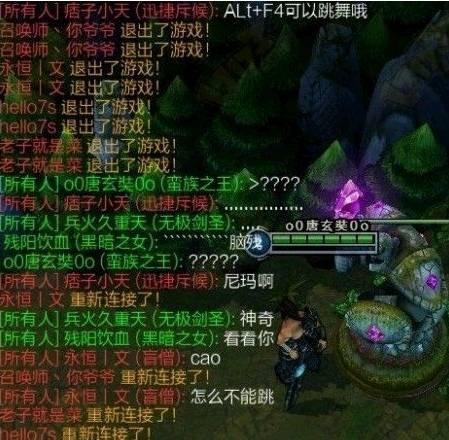 [所有人] 痞子小天 (迅捷斥候): ALt+F4可以跳舞哦
召唤师、你爷爷 退出了游戏!
召唤师、你爷爷 退出了游戏!
永恒丨文 退出了游戏!
永恒丨文 退出了游戏!
hello7s 退出了游戏!
hello7s 退出了游戏!
老子就是菜 退出了游戏!
老子就是菜 退出了游戏!
[所有人] o0唐玄奘0o (蛮族之王): >????
[所有人] 痞子小天 (迅捷斥候): ................
[所有人] 兵火久重天 (无极剑圣): ....
o0唐玄奘0o
残阳饮血 (黑暗之女): ``````````脑残
o0唐玄奘0o (蛮族之王): ?????
[所有人] 痞子小天 (迅捷斥候): 尼玛啊
永恒丨文 重新连接了!
[所有人] 兵火久重天 (无极剑圣): 神奇
[所有人] 残阳饮血 (黑暗之女): 看看你
[所有人] 永恒丨文 (盲僧): cao
召唤师、你爷爷 重新连接了!
[所有人] 永恒丨文 (盲僧): 怎么不能跳
老子就是菜 重新连接了!
hello7s 重新连接了!